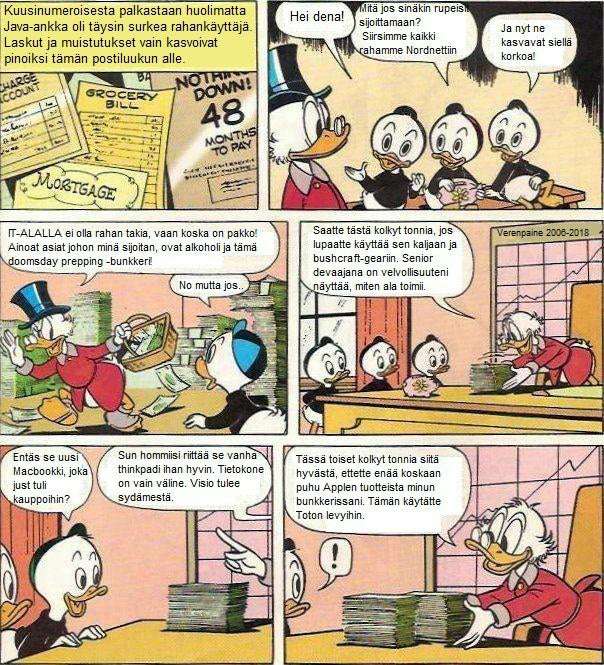 Kuusinumeroisesta palkastaan huolimatta
Java-ankka oli täysin surkea rahankäyttäjä.
Laskut ja muistutukset vain kasvoivat
pinoiksi tämän postiluukun alle.
CHARGE
ACCOUNT
GROCERY
BILL
MORTGAGE
BA
NOTHING
DOWN!
48
MONTHS
TO PAY
Hei dena!
Mitä jos sinäkin rupeisit
sijoittamaan?
Siirsimme kaikki
rahamme Nordnettiin
Ja nyt ne
kasvavat siellä
korkoa!
IT-ALALLA ei olla rahan takia, vaan koska on pakko!
Ainoat asiat johon minä sijoitan, ovat alkoholi ja tämä
doomsday prepping -bunkkeri!
No mutta jos..
Saatte tästä kolkyt tonnia, jos
lupaatte käyttää sen kaljaan ja
bushcraft-geariin. Senior
devaajana on velvollisuuteni
näyttää, miten ala toimii.
Verenpaine 2006-2018
Entäs se uusi
Macbookki, joka
just tuli
kauppoihin?
Sun hommiisi riittää se vanha
thinkpadi ihan hyvin. Tietokone
on vain väline. Visio tulee
sydämestä.
!
Tässä toiset kolkyt tonnia siitä
hyvästä, ettette enää koskaan
puhu Applen tuotteista minun
bunkkerissani. Tämän käytätte
Toton levyihin.